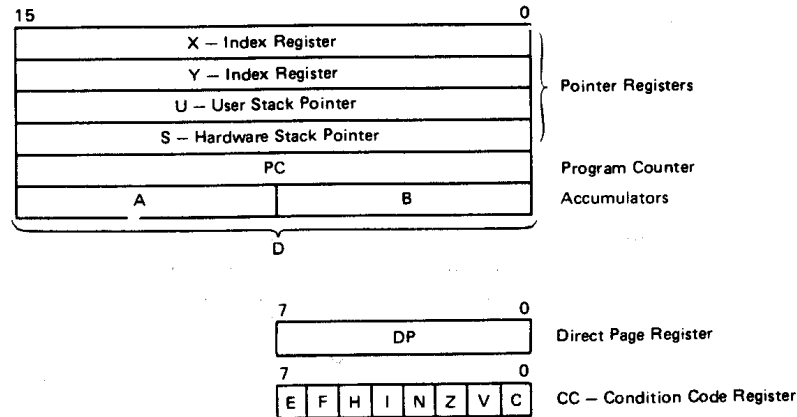 15 0
X – Index Register
Y – Index Register
U – User Stack Pointer
S – Hardware Stack Pointer
Pointer Registers
PC
Program Counter
A B
Accumulators
D
7 0
DP
Direct Page Register
7 0
E F H I N Z V C
CC – Condition Code Register